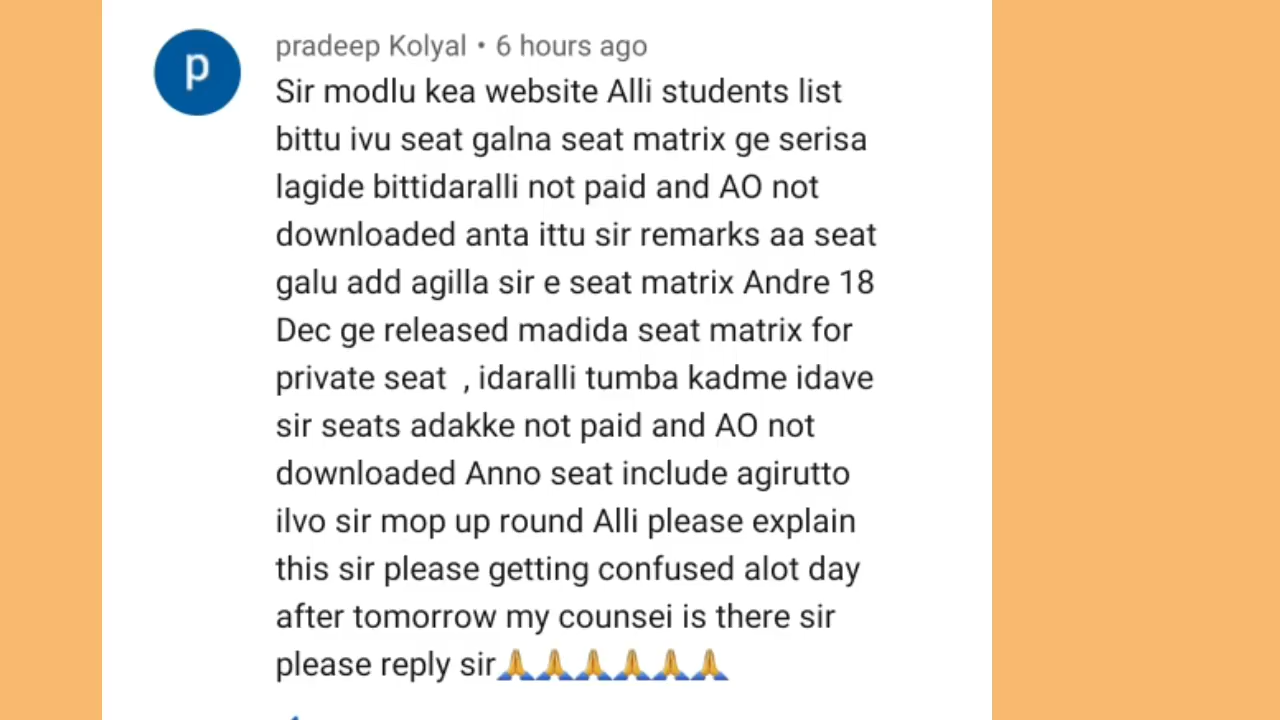 p
pradeep Kolyal • 6 hours ago
Sir modlu kea website Alli students list
bittu ivu seat galna seat matrix ge serisa
lagide bittidaralli not paid and AO not
downloaded anta ittu sir remarks aa seat
galu add agilla sir e seat matrix Andre 18
Dec ge released madida seat matrix for
private seat , idaralli tumba kadme idave
sir seats adakke not paid and AO not
downloaded Anno seat include agirutto
ilvo sir mop up round Alli please explain
this sir please getting confused alot day
after tomorrow my counsei is there sir
please reply sir🙏🙏🙏🙏🙏🙏